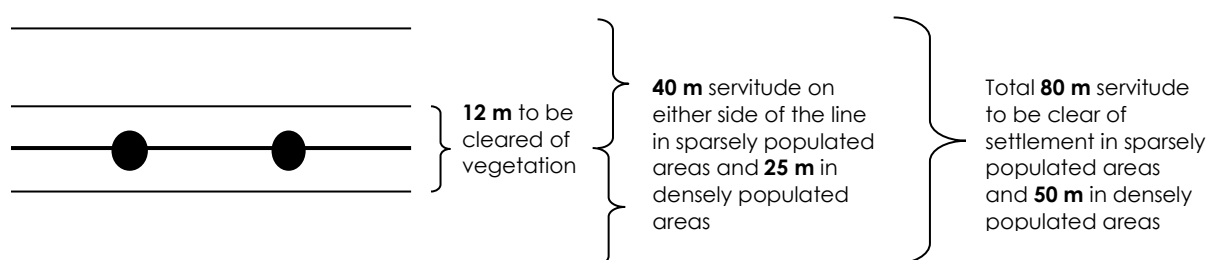 12 m to be
cleared of
vegetation
40 m servitude on
either side of the line
in sparsely populated
areas and 25 m in
densely populated
areas
Total 80 m servitude
to be clear of
settlement in sparsely
populated areas
and 50 m in densely
populated areas